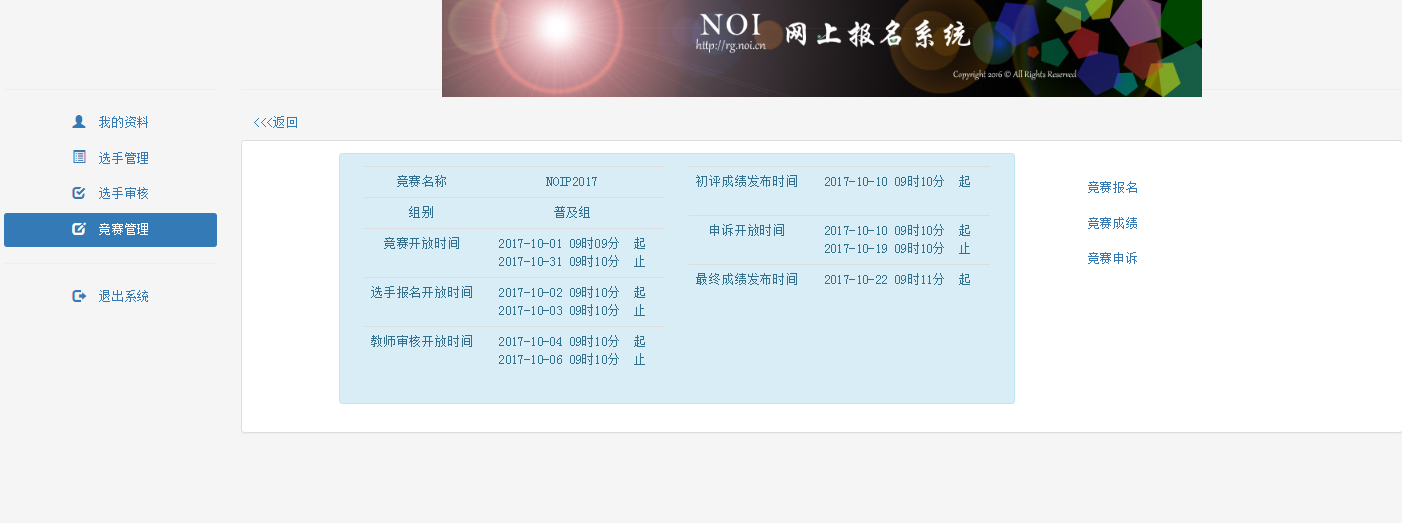 NOI 网上报名系统
http://rg.noi.cn
Copyright 2016 © All Rights Reserved
我的资料
选手管理
选手审核
竞赛管理
退出系统
<<<返回
竞赛名称 NOIP2017
组别 普及组
竞赛开放时间 2017-10-01 09时09分 起
2017-10-31 09时10分 止
选手报名开放时间 2017-10-02 09时10分 起
2017-10-03 09时10分 止
教师审核开放时间 2017-10-04 09时10分 起
2017-10-06 09时10分 止
初评成绩发布时间 2017-10-10 09时10分 起
申诉开放时间 2017-10-10 09时10分 起
2017-10-19 09时10分 止
最终成绩发布时间 2017-10-22 09时11分 起
竞赛报名
竞赛成绩
竞赛申诉